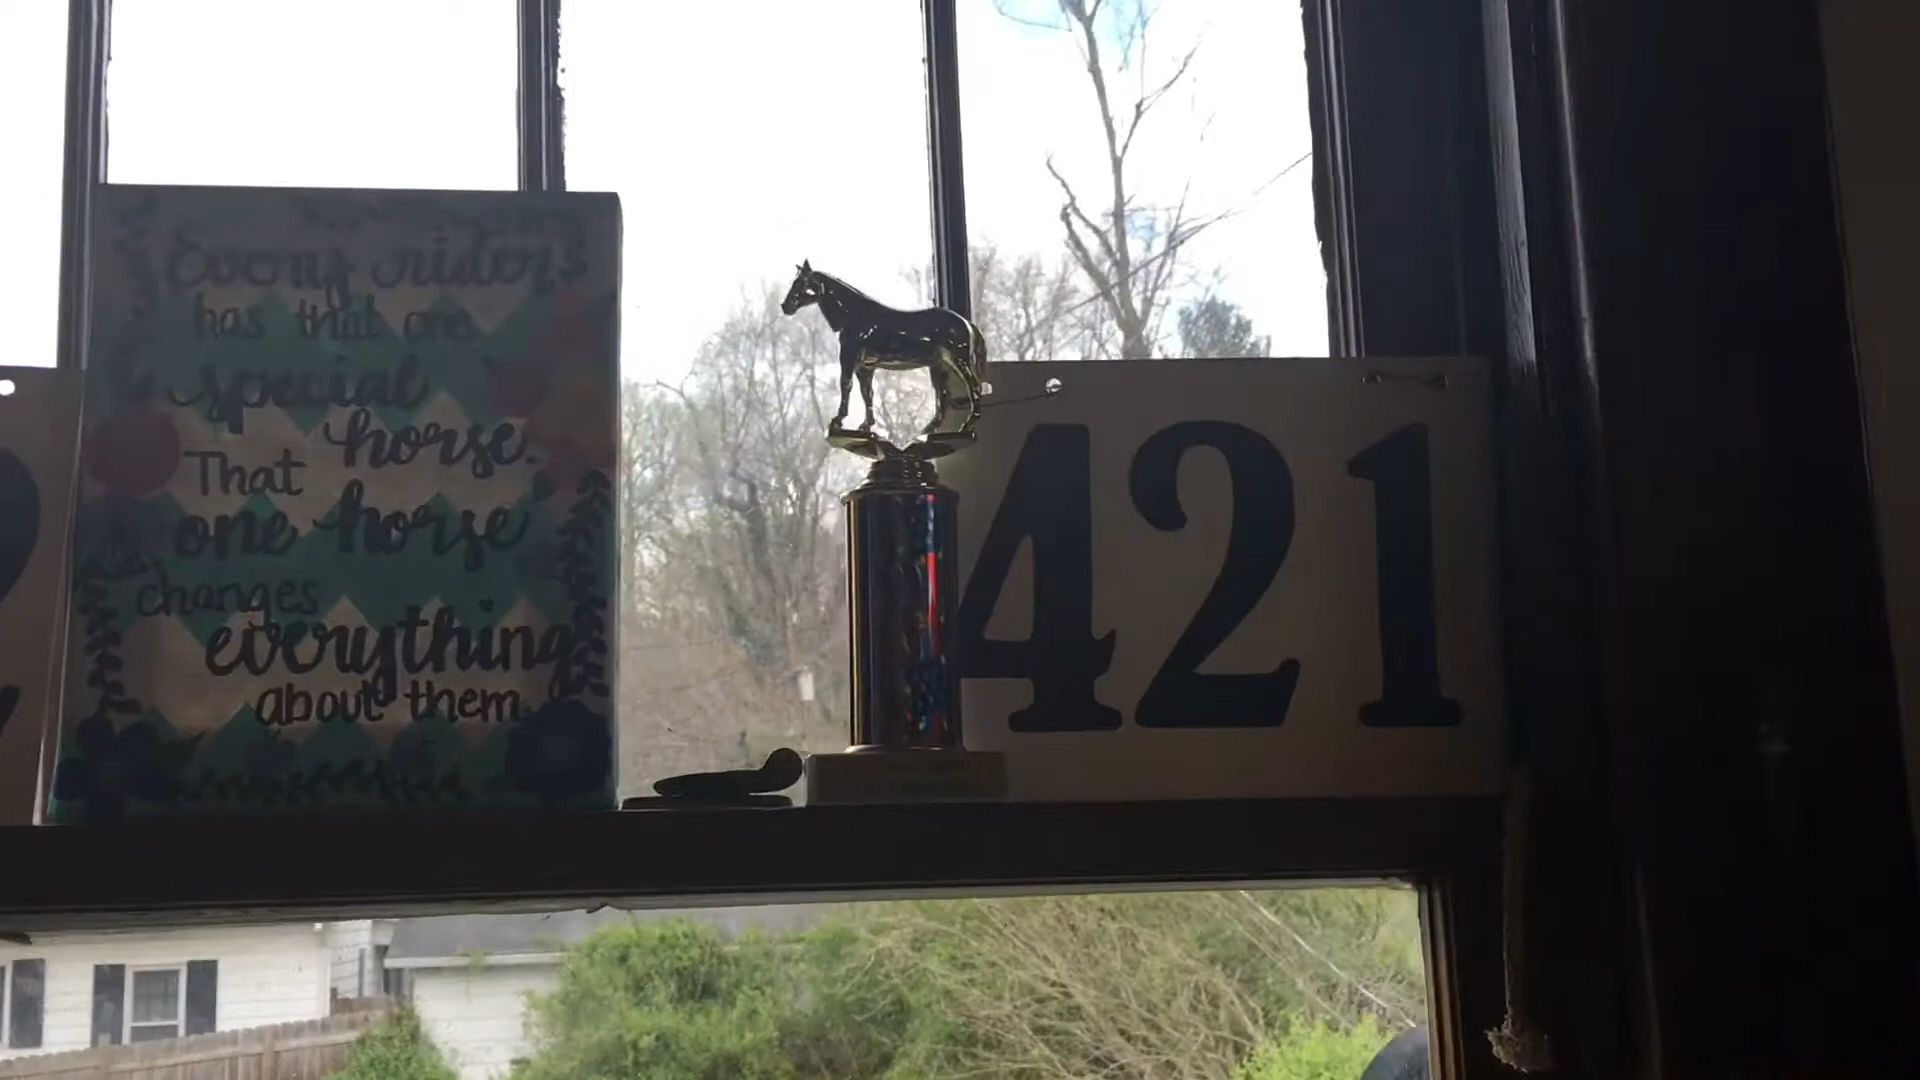 Every rider
has that one
special
horse.
That
one horse
changes
everything
about them
421